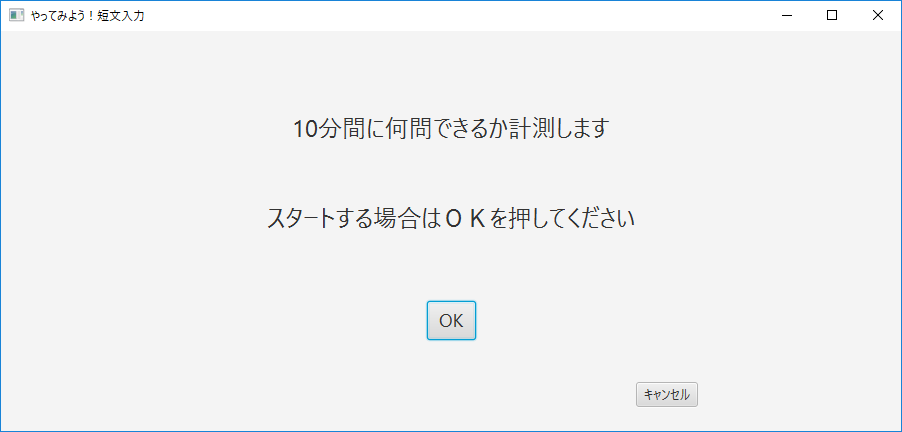 やってみよう！短文入力
10分間に何問できるか計測します
スタートする場合はＯＫを押してください
OK
キャンセル